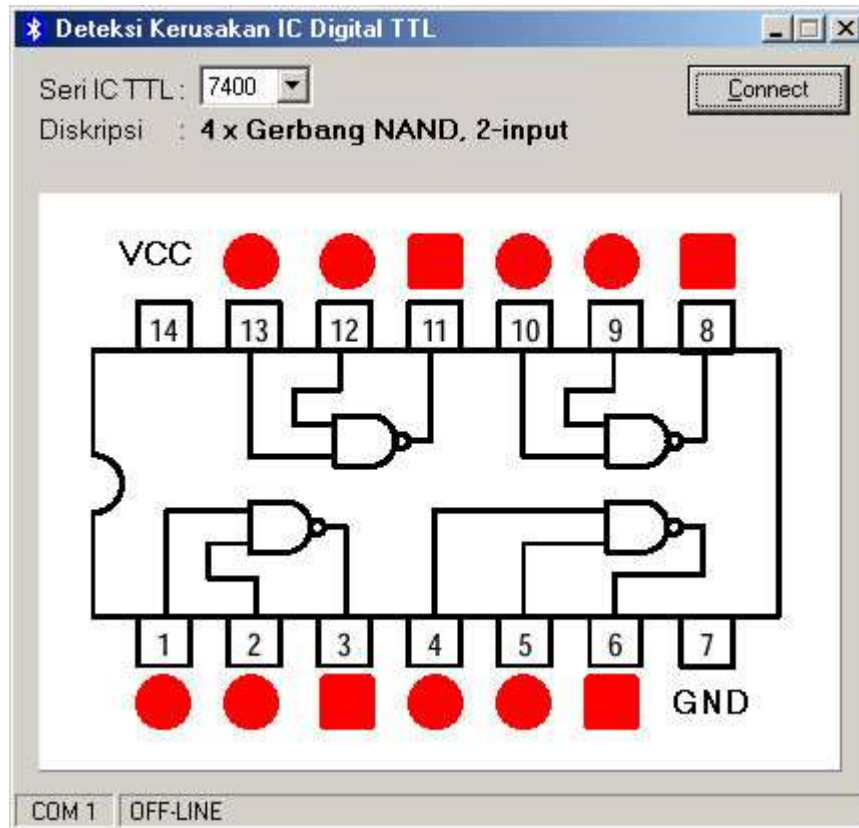 Deteksi Kerusakan IC Digital TTL
Seri IC TTL : 7400 Connect
Diskripsi : 4 x Gerbang NAND, 2-input
VCC
14 13 12 11 10 9 8
1 2 3 4 5 6 7
GND
COM 1 OFF-LINE